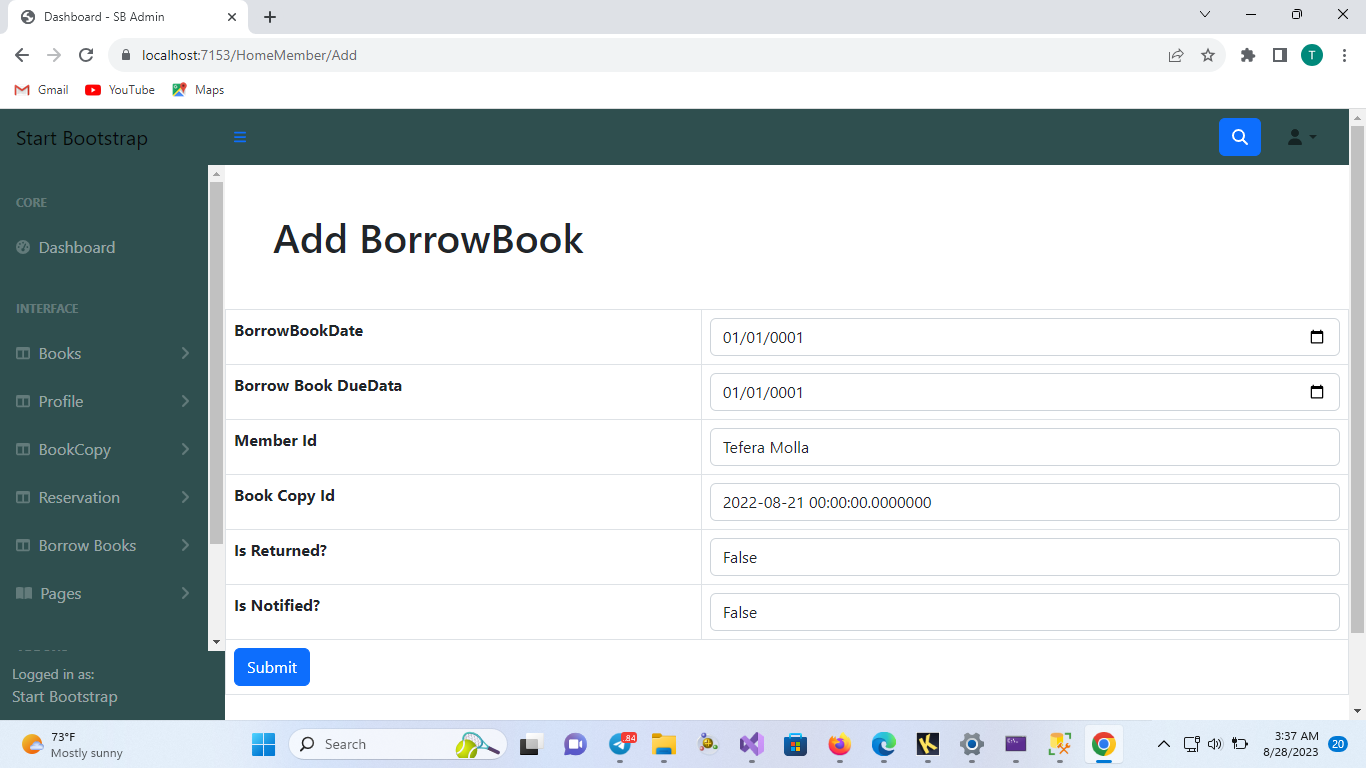 Dashboard - SB Admin
localhost:7153/HomeMember/Add
T
Gmail
YouTube
Maps
Start Bootstrap
CORE
Dashboard
INTERFACE
Books
Profile
BookCopy
Reservation
Borrow Books
Pages
Logged in as:
Start Bootstrap
Add BorrowBook
BorrowBookDate
01/01/0001
Borrow Book DueData
01/01/0001
Member Id
Tefera Molla
Book Copy Id
2022-08-21 00:00:00.0000000
Is Returned?
False
Is Notified?
False
Submit
73°F
Mostly sunny
Search
84
3:37 AM
8/28/2023
20